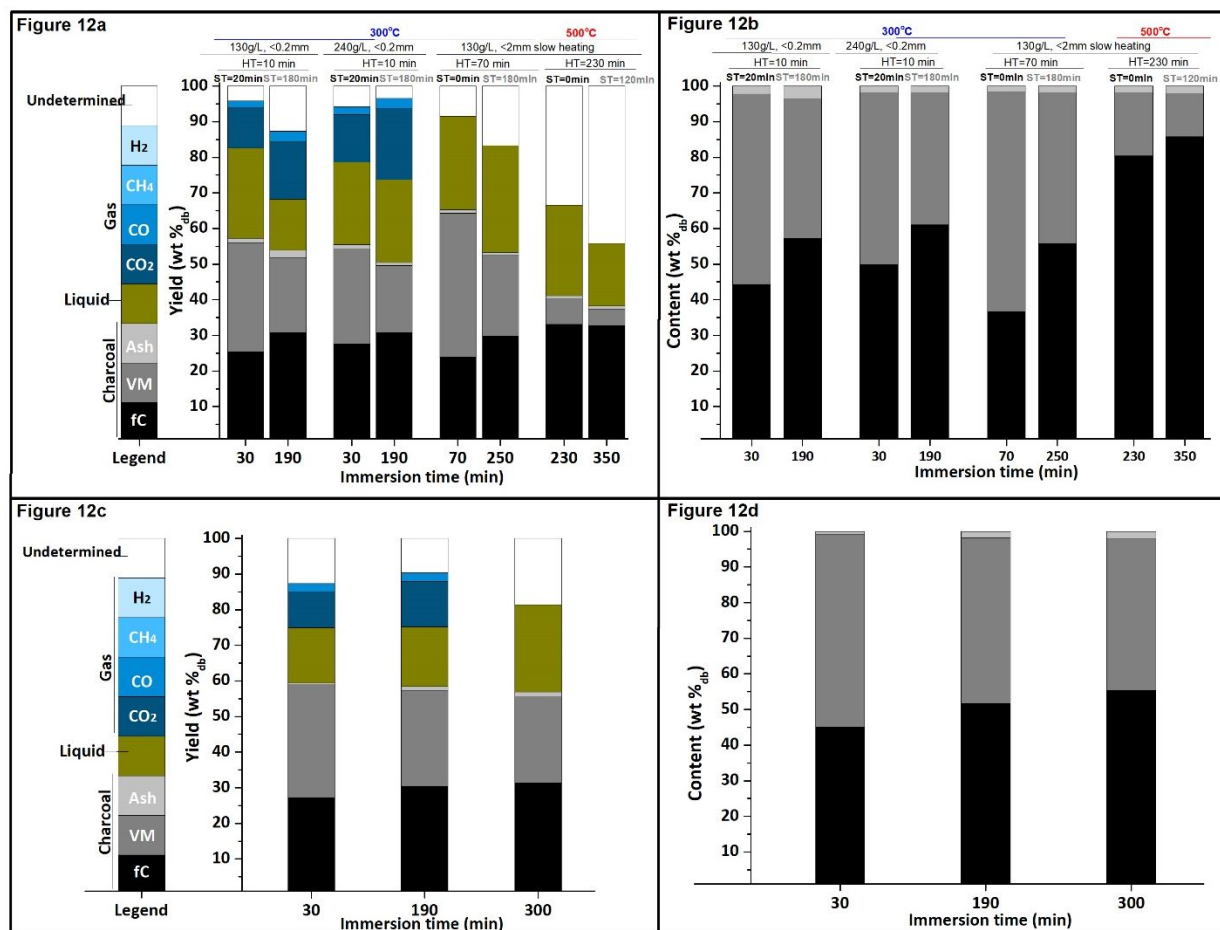 Figure 12a
300°C
500°C
130g/L, <0.2mm
240g/L, <0.2mm
130g/L, <2mm slow heating
HT=10 min
HT=10 min
HT=70 min
HT=230 min
ST=20min
ST=180min
ST=20min
ST=180min
ST=0min
ST=180min
ST=0min
ST=120min
Undetermined
H2
CH4
CO
CO2
Gas
Liquid
Ash
VM
fC
Charcoal
Legend
Yield (wt %db)
100
90
80
70
60
50
40
30
20
10
30
190
30
190
70
250
230
350
Immersion time (min)
Figure 12b
300°C
500°C
130g/L, <0.2mm
240g/L, <0.2mm
130g/L, <2mm slow heating
HT=10 min
HT=10 min
HT=70 min
HT=230 min
ST=20min
ST=180min
ST=20min
ST=180min
ST=0min
ST=180min
ST=0min
ST=120min
Content (wt %db)
100
90
80
70
60
50
40
30
20
10
30
190
30
190
70
250
230
350
Immersion time (min)
Figure 12c
Undetermined
H2
CH4
CO
CO2
Gas
Liquid
Ash
VM
fC
Charcoal
Legend
Yield (wt %db)
100
90
80
70
60
50
40
30
20
10
30
190
300
Immersion time (min)
Figure 12d
Content (wt %db)
100
90
80
70
60
50
40
30
20
10
30
190
300
Immersion time (min)